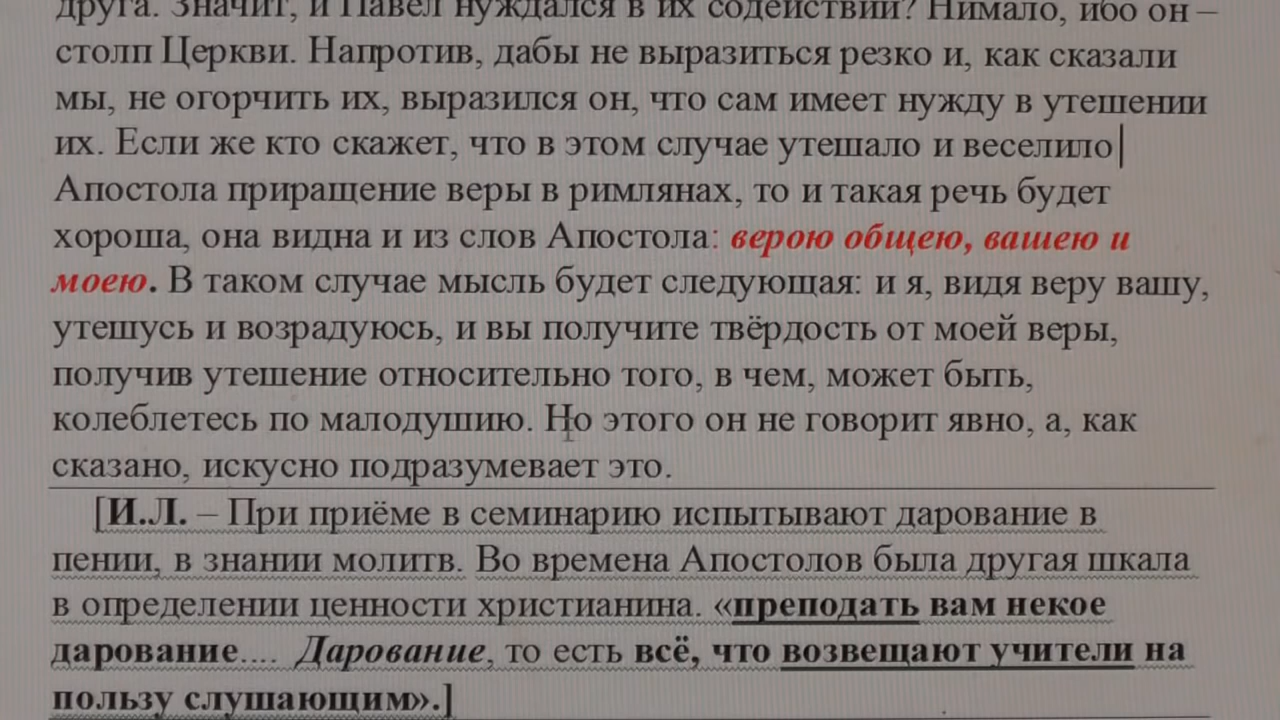 друга. Значит, и Павел нуждался в их содействии? Нимало, ибо он –
столп Церкви. Напротив, дабы не выразиться резко и, как сказали
мы, не огорчить их, выразился он, что сам имеет нужду в утешении
их. Если же кто скажет, что в этом случае утешало и веселило
Апостола приращение веры в римлянах, то и такая речь будет
хороша, она видна и из слов Апостола: верою общею, вашею и
моею. В таком случае мысль будет следующая: и я, видя веру вашу,
утешусь и возрадуюсь, и вы получите твёрдость от моей веры,
получив утешение относительно того, в чем, может быть,
колеблетесь по малодушию. Но этого он не говорит явно, а, как
сказано, искусно подразумевает это.
[И.Л. – При приёме в семинарию испытывают дарование в
пении, в знании молитв. Во времена Апостолов была другая шкала
в определении ценности христианина. «преподать вам некое
дарование.... Дарование, то есть всё, что возвещают учители на
пользу слушающим».]